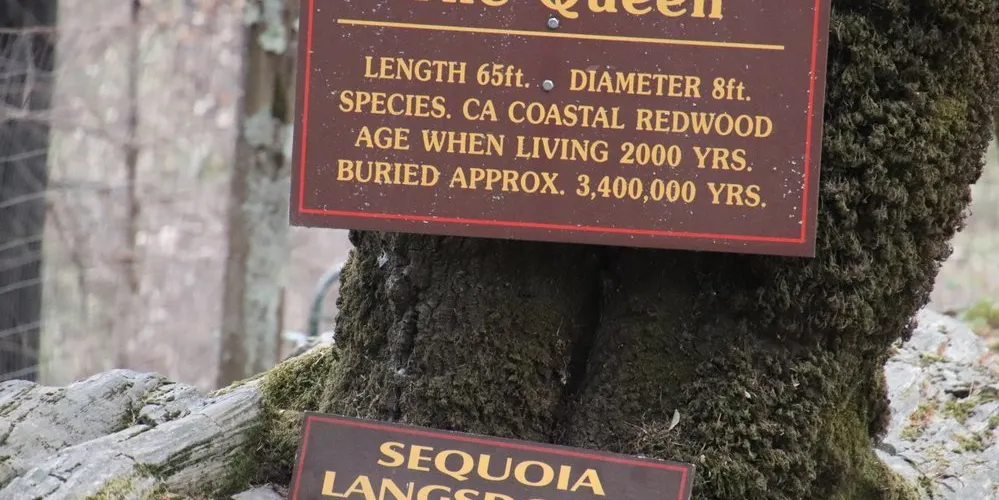 Queen
LENGTH 65ft. DIAMETER 8ft.
SPECIES. CA COASTAL REDWOOD
AGE WHEN LIVING 2000 YRS.
BURIED APPROX. 3,400,000 YRS.
SEQUOIA